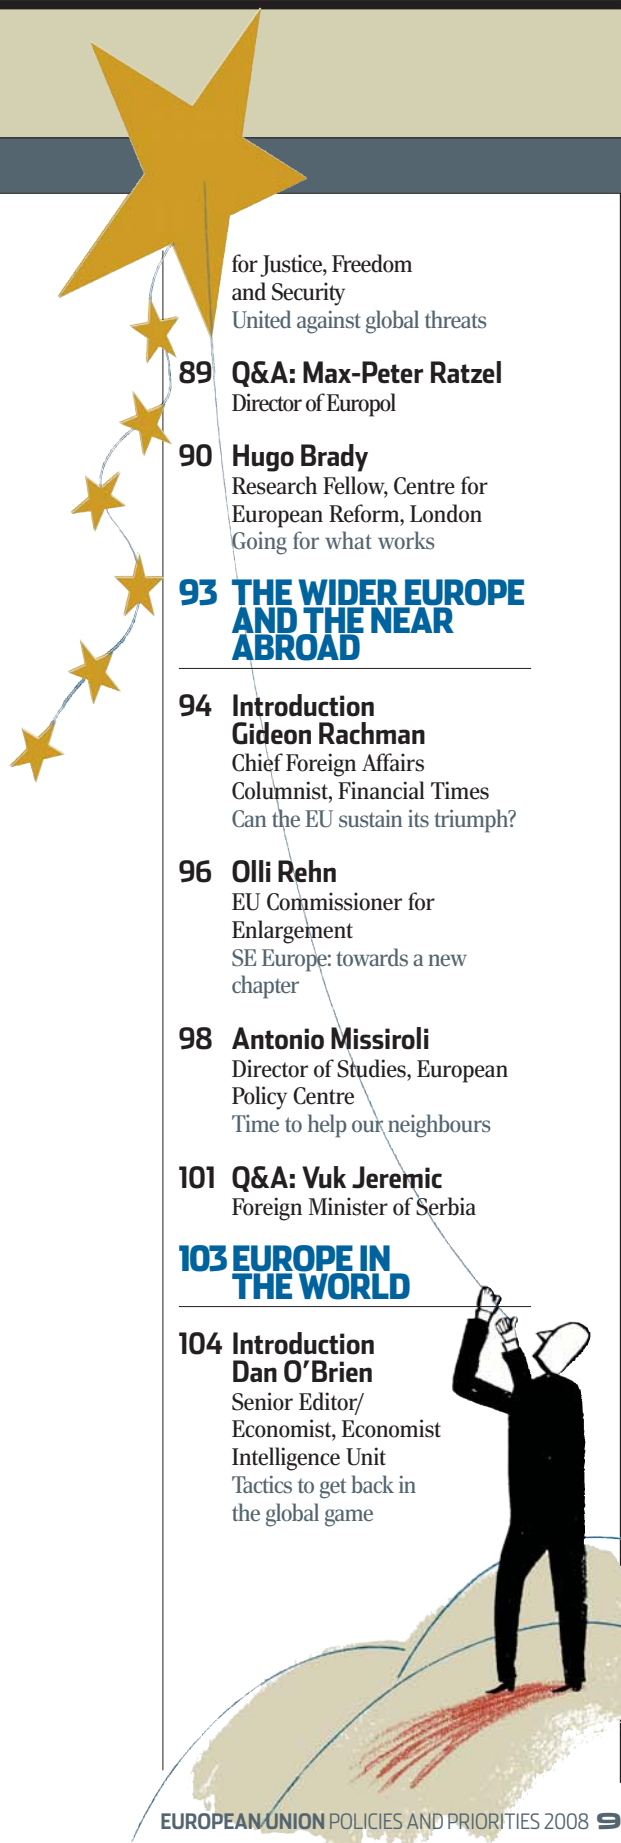 for Justice, Freedom
and Security
United against global threats
89 Q&A: Max-Peter Ratzel
Director of Europol
90 Hugo Brady
Research Fellow, Centre for
European Reform, London
Going for what works
93 THE WIDER EUROPE
AND THE NEAR
ABROAD
94 Introduction
Gideon Rachman
Chief Foreign Affairs
Columnist, Financial Times
Can the EU sustain its triumph?
96 Olli Rehn
EU Commissioner for
Enlargement
SE Europe: towards a new
chapter
98 Antonio Missiroli
Director of Studies, European
Policy Centre
Time to help our neighbours
101 Q&A: Vuk Jeremic
Foreign Minister of Serbia
103 EUROPE IN
THE WORLD
104 Introduction
Dan O’Brien
Senior Editor/
Economist, Economist
Intelligence Unit
Tactics to get back in
the global game
EUROPEAN UNION POLICIES AND PRIORITIES 2008 9